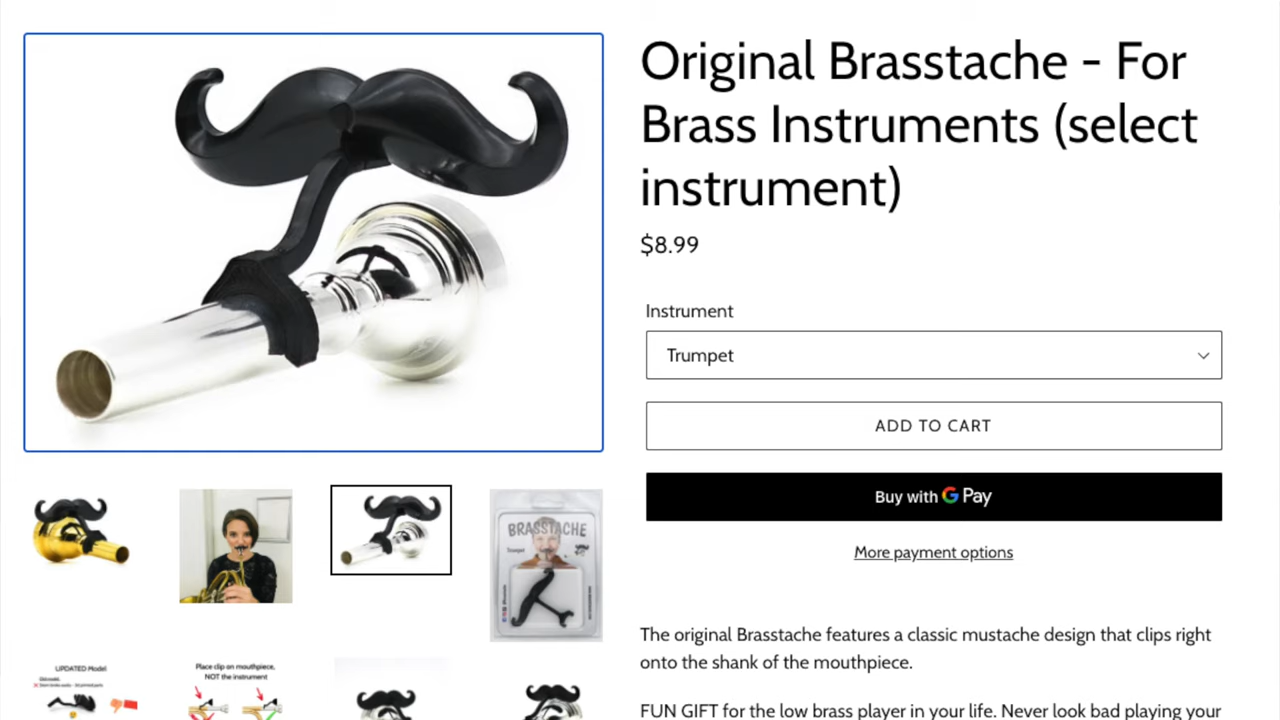 Original Brasstache - For
Brass Instruments (select
instrument)
$8.99
Instrument
Trumpet
ADD TO CART
Buy with G Pay
More payment options
The original Brasstache features a classic mustache design that clips right
onto the shank of the mouthpiece.
FUN GIFT for the low brass player in your life. Never look bad playing your
BRASSTACHE
Trumpet
UPDATED Model
Place clip on mouthpiece,
NOT the instrument